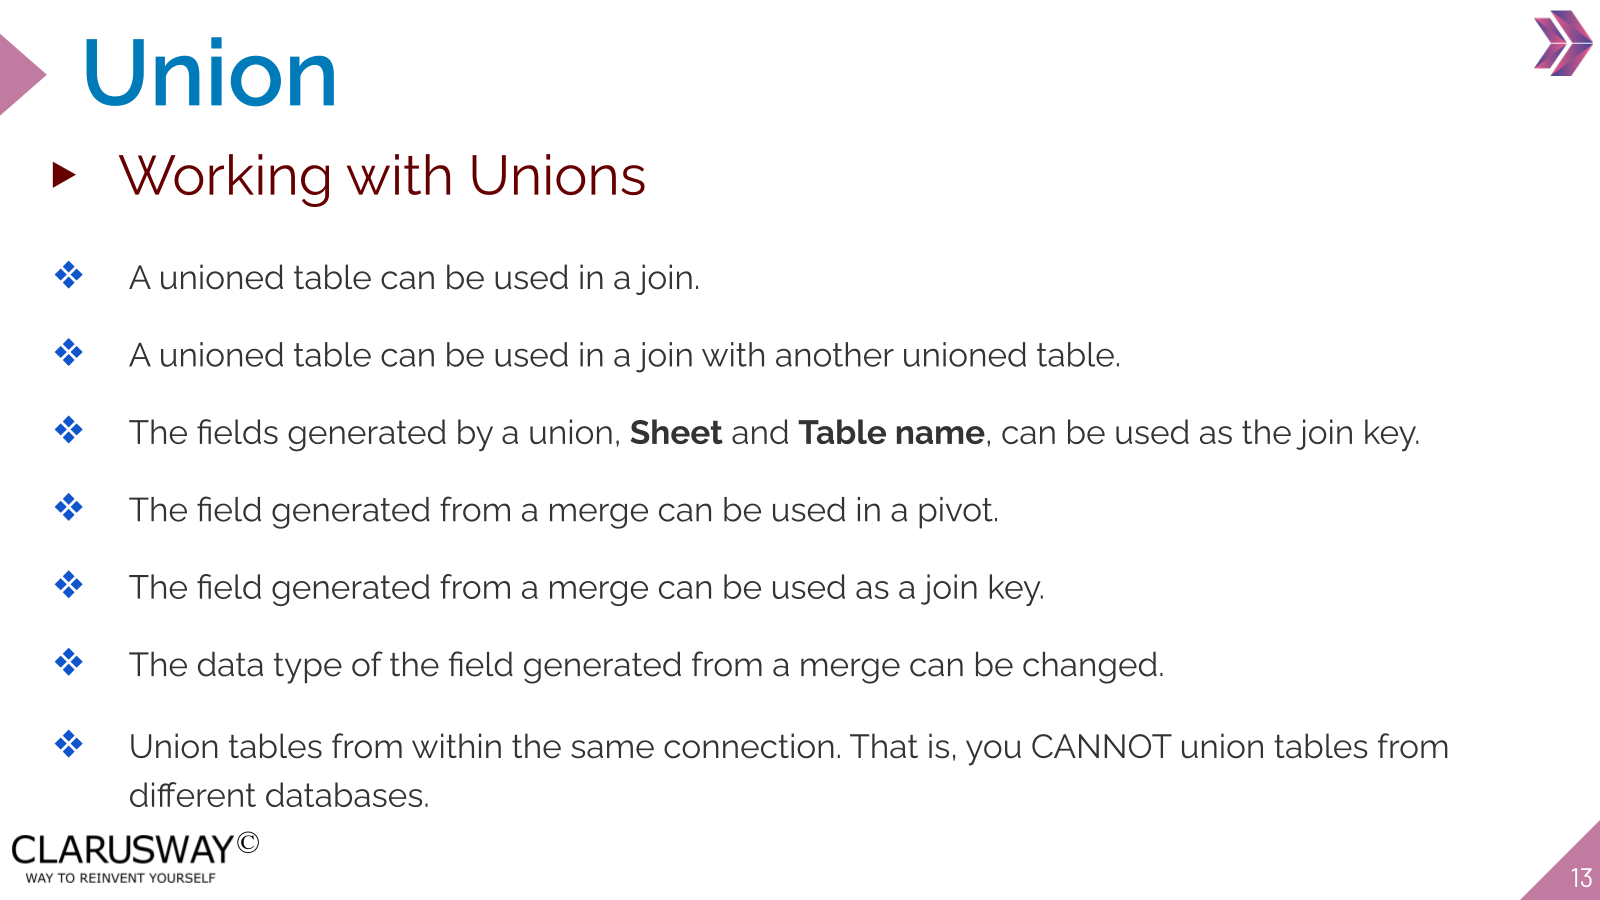 Union
Working with Unions
A unioned table can be used in a join.
A unioned table can be used in a join with another unioned table.
The fields generated by a union, Sheet and Table name, can be used as the join key.
The field generated from a merge can be used in a pivot.
The field generated from a merge can be used as a join key.
The data type of the field generated from a merge can be changed.
Union tables from within the same connection. That is, you CANNOT union tables from
different databases.
CLARUSWAY©
WAY TO REINVENT YOURSELF
13